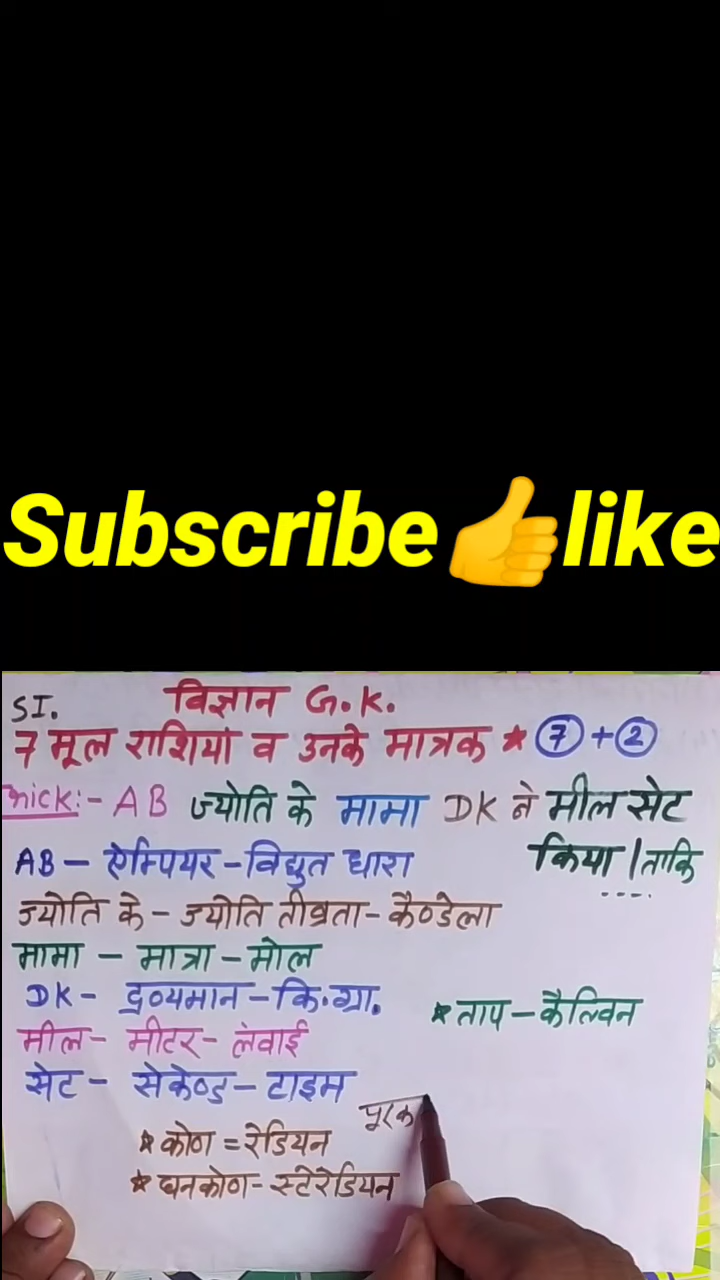 Subscribe👍like
SI. विज्ञान G.K.
7 मूल राशियां व उनके मात्रक ★ 7 + 2
Trick:- AB ज्योति के मामा DK ने मील सेट
किया । ताकि
AB – ऐम्पियर – विद्युत धारा
ज्योति के – ज्योति तीव्रता – कैण्डेला
मामा – मात्रा – मोल
DK – द्रव्यमान – कि.ग्रा.
★ ताप – कैल्विन
मील – मीटर – लंबाई
सेट – सेकेण्ड – टाइम
पूरक
★ कोण = रेडियन
★ घनकोण – स्टेरेडियन